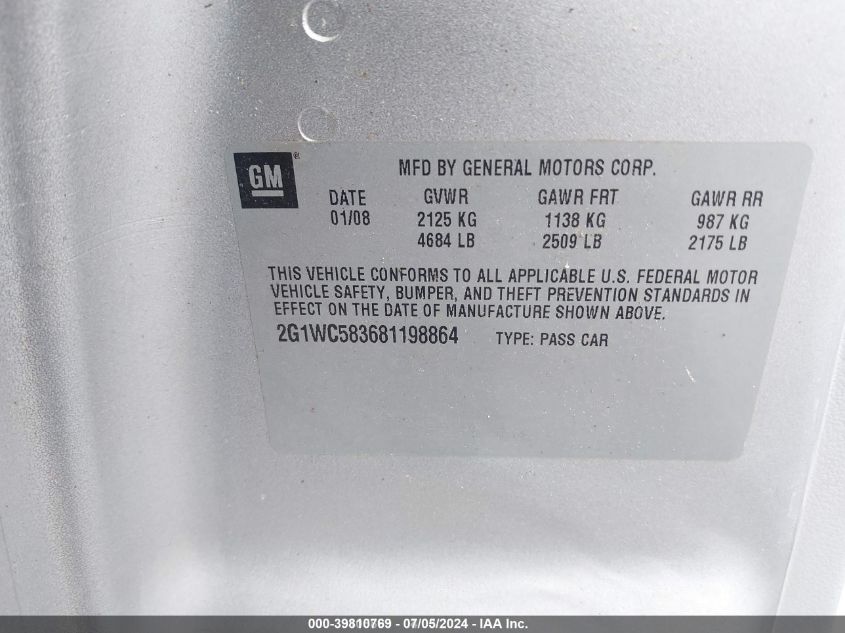 GM®
MFD BY GENERAL MOTORS CORP.
DATE GVWR GAWR FRT GAWR RR
01/08 2125 KG 1138 KG 987 KG
4684 LB 2509 LB 2175 LB
THIS VEHICLE CONFORMS TO ALL APPLICABLE U.S. FEDERAL MOTOR
VEHICLE SAFETY, BUMPER, AND THEFT PREVENTION STANDARDS IN
EFFECT ON THE DATE OF MANUFACTURE SHOWN ABOVE.
2G1WC583681198864 TYPE: PASS CAR
000-39810769 - 07/05/2024 - IAA Inc.